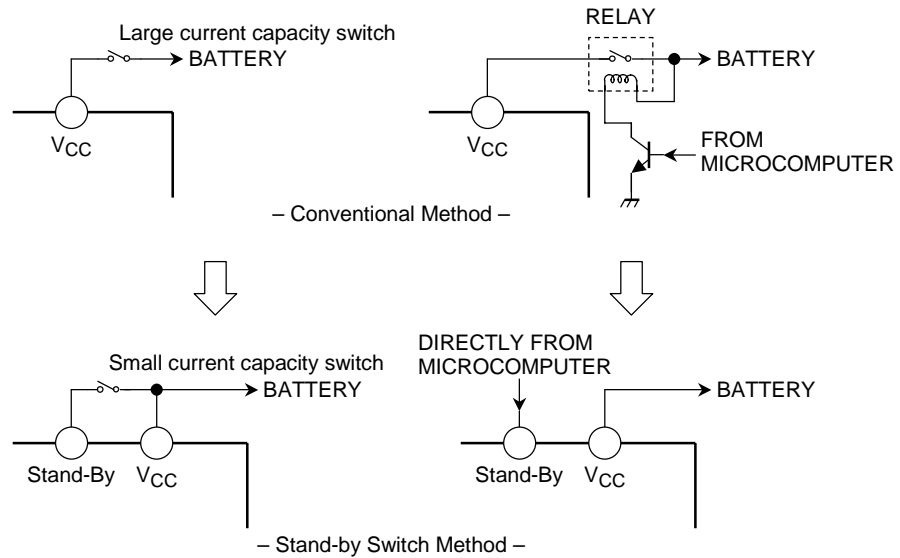 Large current capacity switch
BATTERY
VCC
RELAY
BATTERY
VCC
FROM
MICROCOMPUTER
– Conventional Method –
Small current capacity switch
BATTERY
Stand-By
VCC
DIRECTLY FROM
MICROCOMPUTER
BATTERY
Stand-By
VCC
– Stand-by Switch Method –